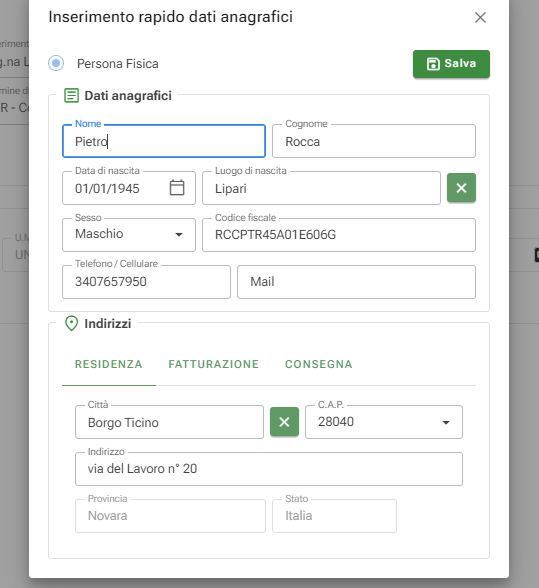 Inserimento rapido dati anagrafici
Persona Fisica
Salva
Dati anagrafici
Nome
Pietro
Cognome
Rocca
Data di nascita
01/01/1945
Luogo di nascita
Lipari
Sesso
Maschio
Codice fiscale
RCCPTR45A01E606G
Telefono / Cellulare
3407657950
Mail
Indirizzi
RESIDENZA
FATTURAZIONE
CONSEGNA
Città
Borgo Ticino
C.A.P.
28040
Indirizzo
via del Lavoro n° 20
Provincia
Novara
Stato
Italia